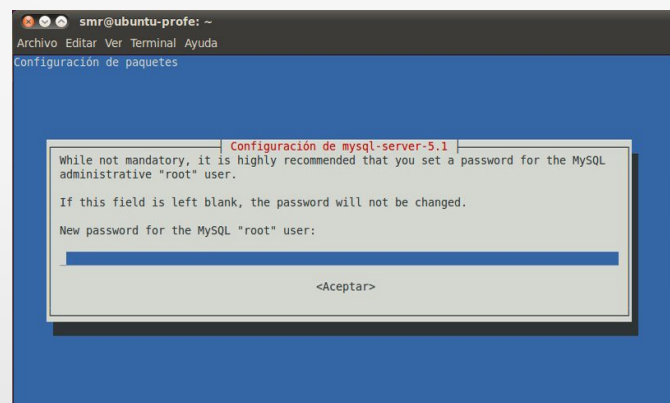 smr@ubuntu-profe: ~
Archivo Editar Ver Terminal Ayuda
Configuración de paquetes
Configuración de mysql-server-5.1
While not mandatory, it is highly recommended that you set a password for the MySQL
administrative "root" user.
If this field is left blank, the password will not be changed.
New password for the MySQL "root" user:
<Aceptar>